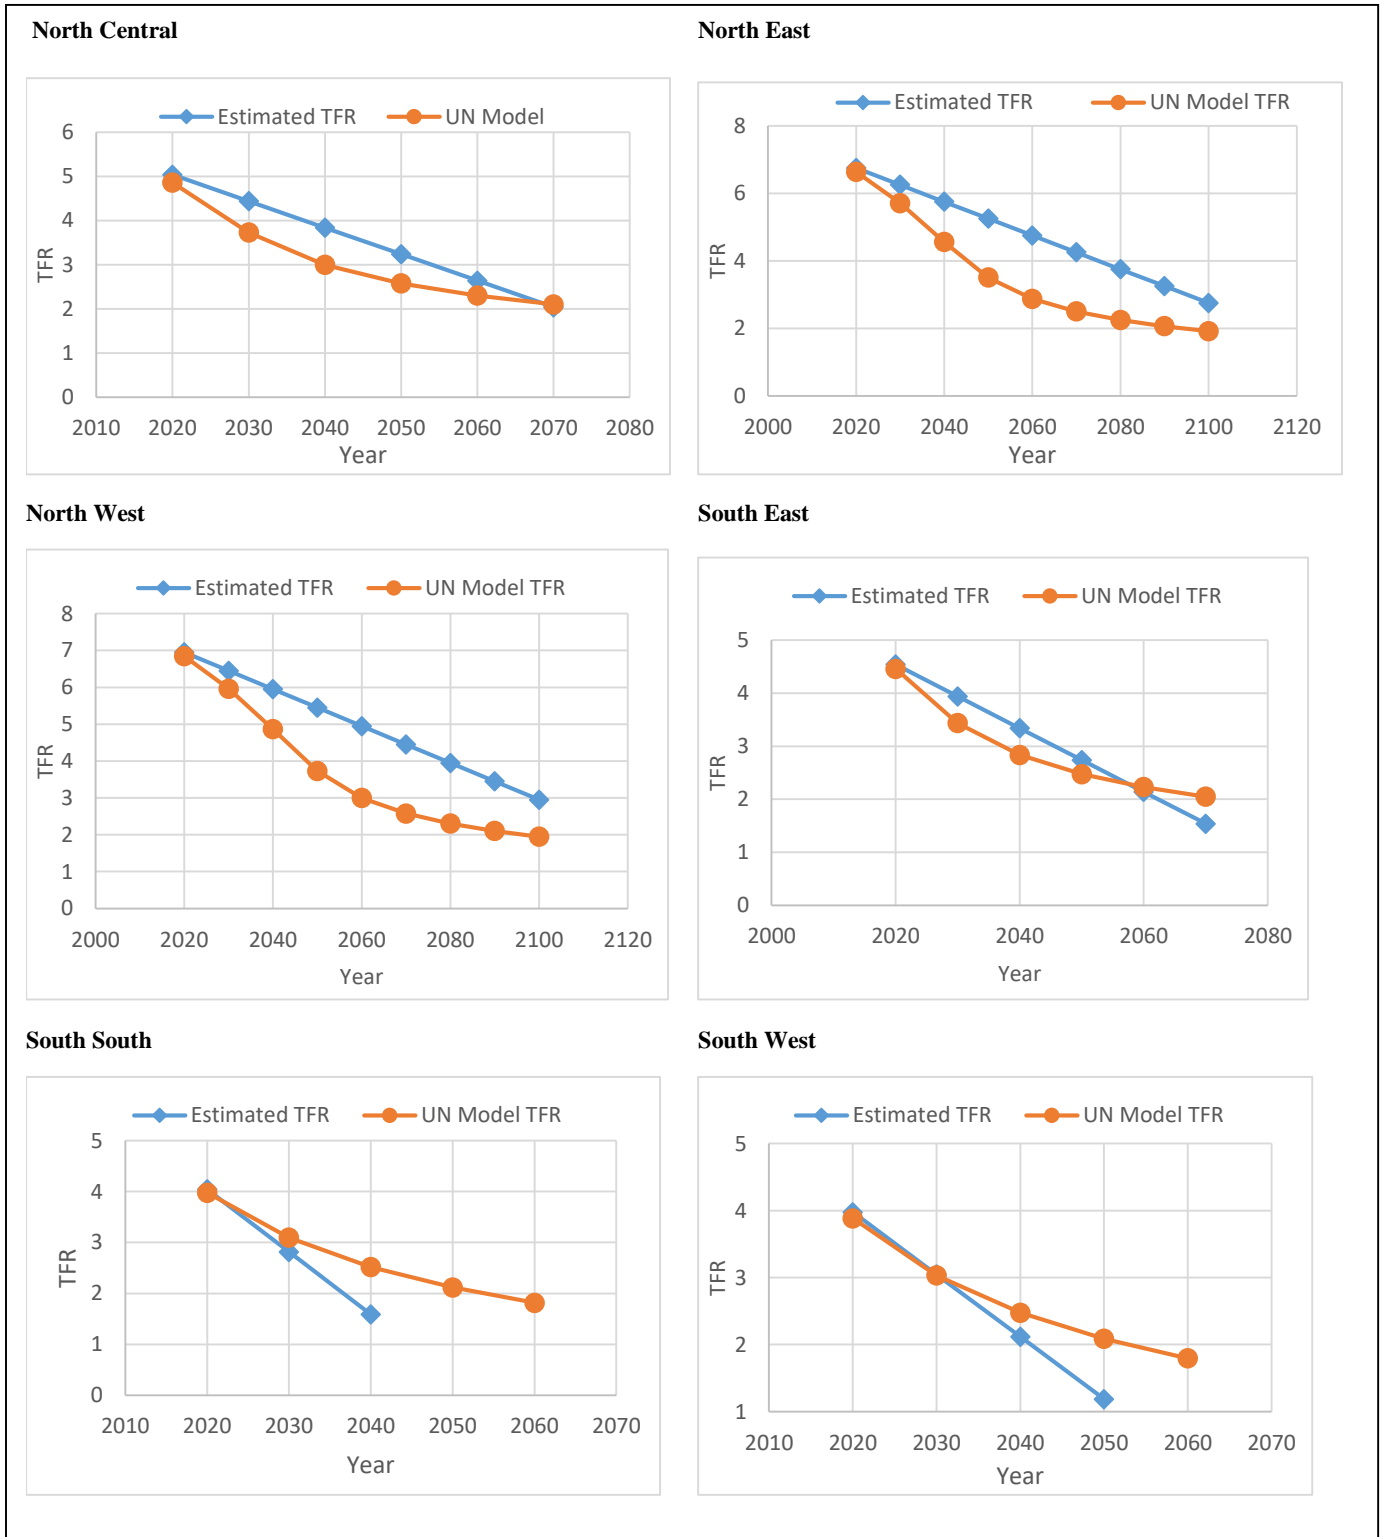 North Central
Estimated TFR UN Model
6
5
4
3
2
1
0
TFR
2010 2020 2030 2040 2050 2060 2070 2080
Year
North East
Estimated TFR UN Model TFR
8
6
4
2
0
TFR
2000 2020 2040 2060 2080 2100 2120
Year
North West
Estimated TFR UN Model TFR
8
7
6
5
4
3
2
1
0
TFR
2000 2020 2040 2060 2080 2100 2120
Year
South East
Estimated TFR UN Model TFR
5
4
3
2
1
0
TFR
2000 2020 2040 2060 2080
Year
South South
Estimated TFR UN Model TFR
5
4
3
2
1
0
TFR
2010 2020 2030 2040 2050 2060 2070
Year
South West
Estimated TFR UN Model TFR
5
4
3
2
1
TFR
2010 2020 2030 2040 2050 2060 2070
Year